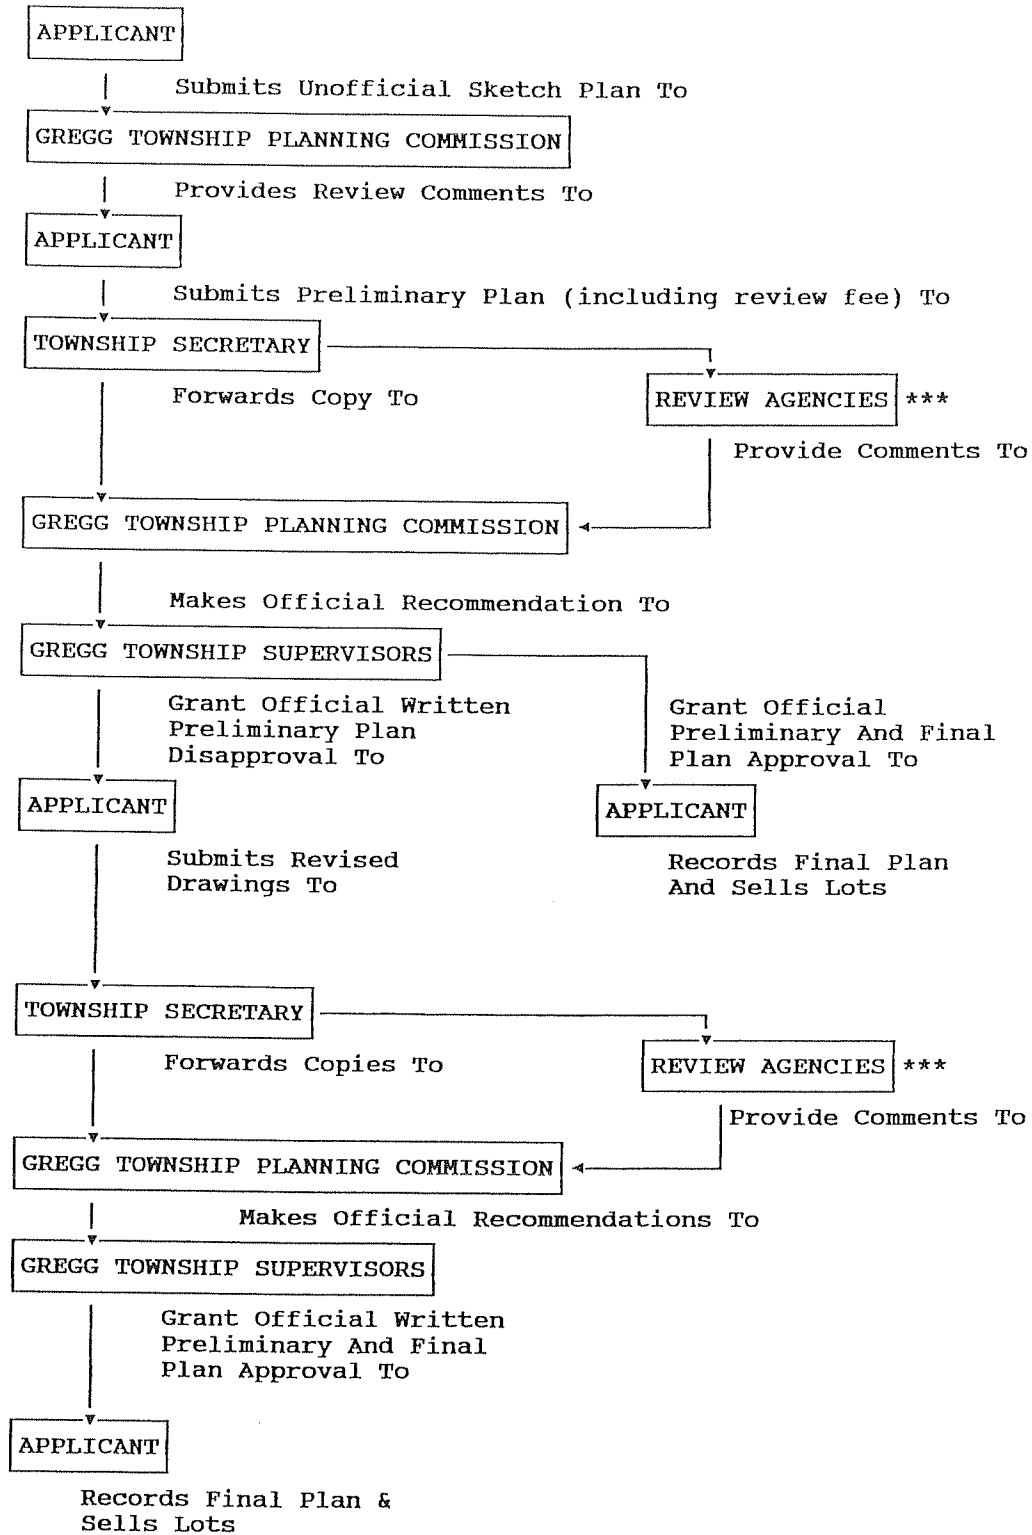 APPLICANT
Submits Unofficial Sketch Plan To
GREGG TOWNSHIP PLANNING COMMISSION
Provides Review Comments To
APPLICANT
Submits Preliminary Plan (including review fee) To
TOWNSHIP SECRETARY
Forwards Copy To
REVIEW AGENCIES ***
Provide Comments To
GREGG TOWNSHIP PLANNING COMMISSION
Makes Official Recommendation To
GREGG TOWNSHIP SUPERVISORS
Grant Official Written
Preliminary Plan
Disapproval To
Grant Official
Preliminary And Final
Plan Approval To
APPLICANT
APPLICANT
Submits Revised
Drawings To
Records Final Plan
And Sells Lots
TOWNSHIP SECRETARY
Forwards Copies To
REVIEW AGENCIES ***
Provide Comments To
GREGG TOWNSHIP PLANNING COMMISSION
Makes Official Recommendations To
GREGG TOWNSHIP SUPERVISORS
Grant Official Written
Preliminary And Final
Plan Approval To
APPLICANT
Records Final Plan &
Sells Lots